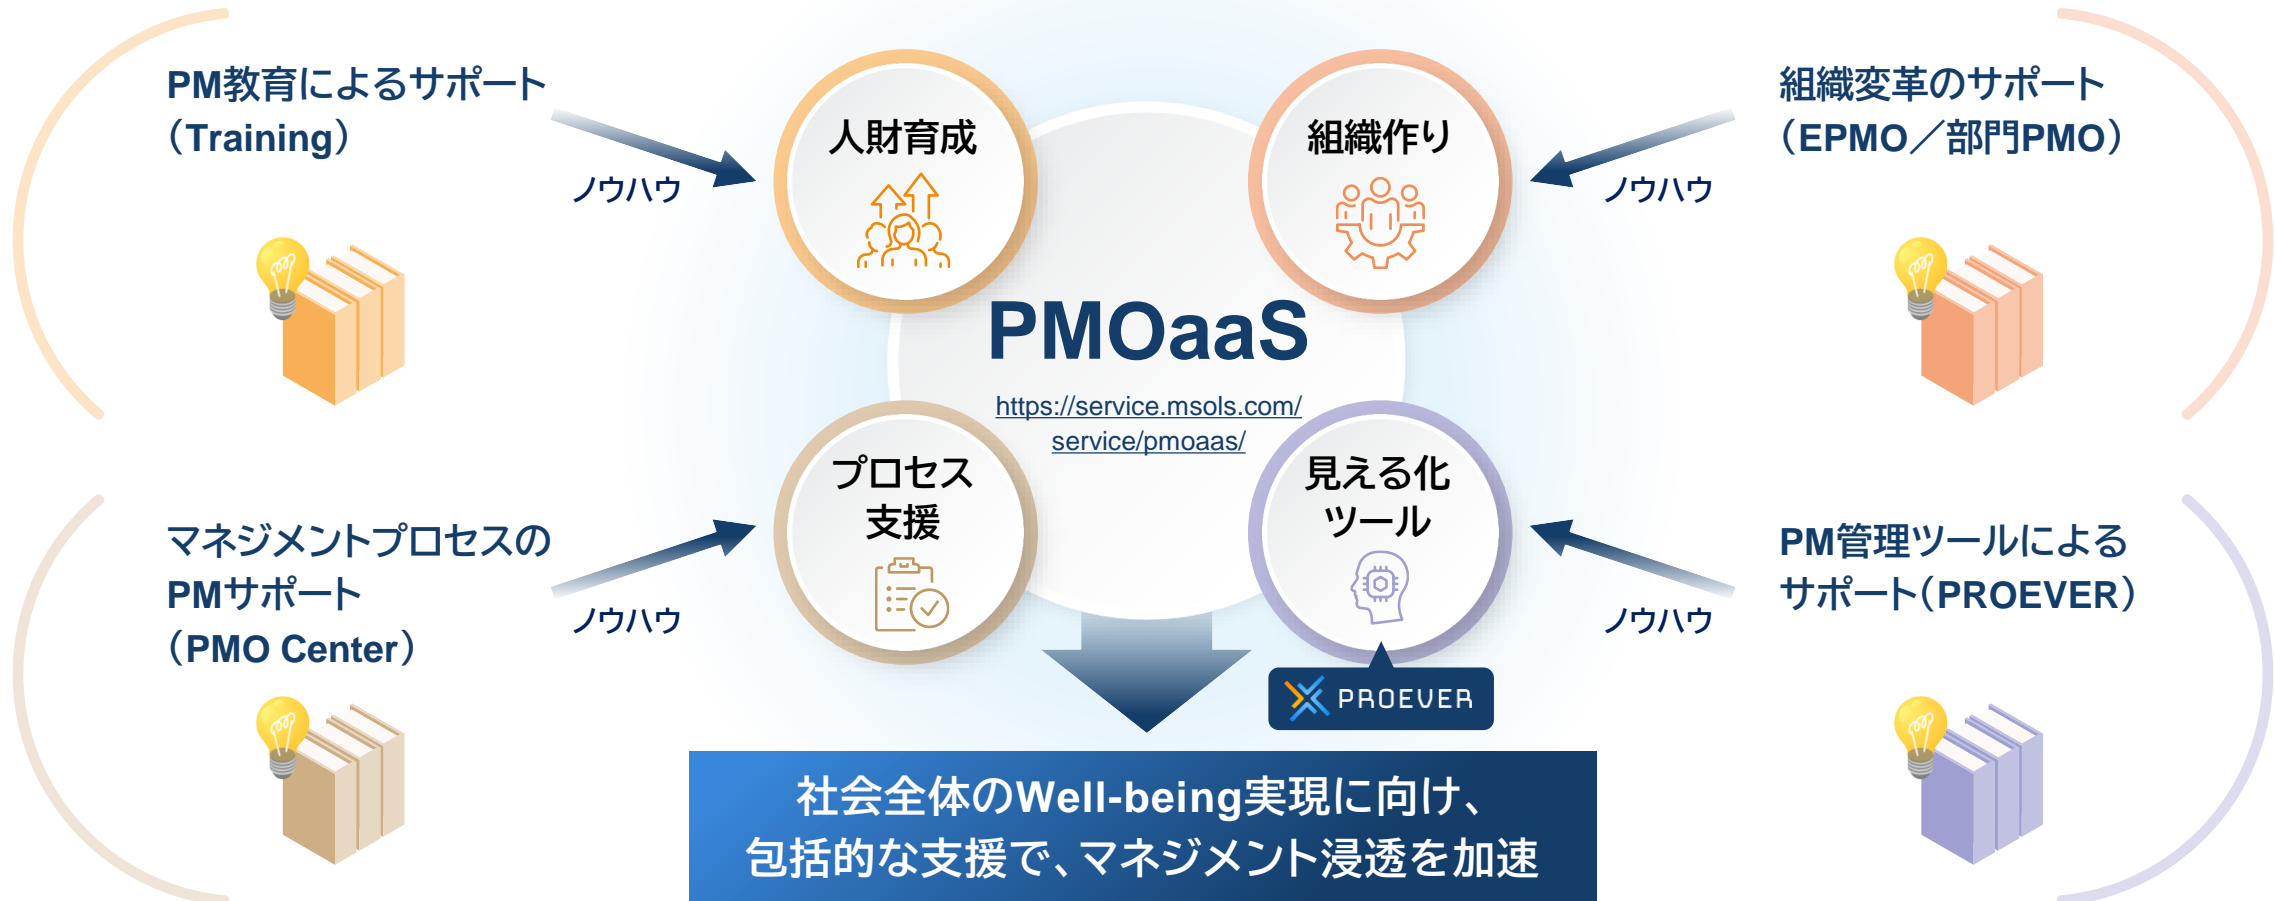 PM教育によるサポート
（Training）
ノウハウ
人財育成
組織作り
組織変革のサポート
（EPMO／部門PMO）
ノウハウ
PMOaaS
https://service.msols.com/
service/pmoaas/
マネジメントプロセスの
PMサポート
（PMO Center）
ノウハウ
プロセス
支援
見える化
ツール
PROEVER
PM管理ツールによる
サポート（PROEVER）
ノウハウ
社会全体のWell-being実現に向け、
包括的な支援で、マネジメント浸透を加速